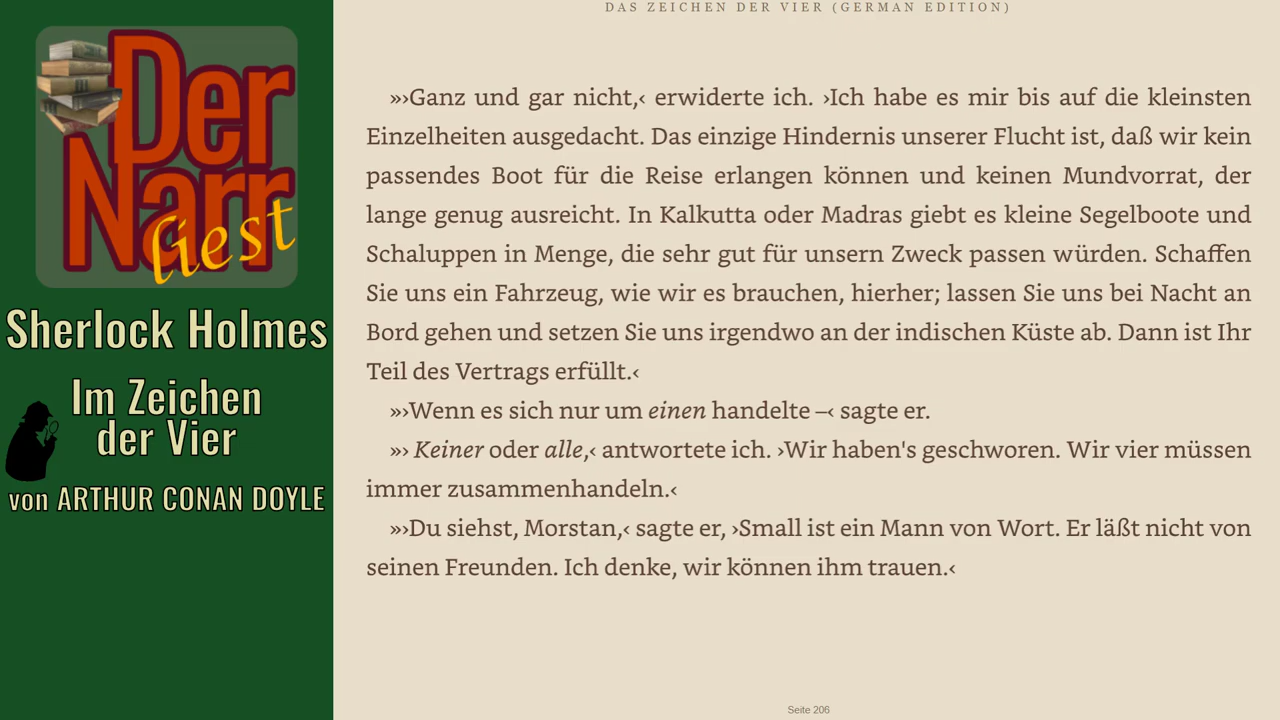 Der
Narr
liest
Sherlock Holmes
Im Zeichen
der Vier
von ARTHUR CONAN DOYLE
DAS ZEICHEN DER VIER (GERMAN EDITION)
»›Ganz und gar nicht,‹ erwiderte ich. ›Ich habe es mir bis auf die kleinsten
Einzelheiten ausgedacht. Das einzige Hindernis unserer Flucht ist, daß wir kein
passendes Boot für die Reise erlangen können und keinen Mundvorrat, der
lange genug ausreicht. In Kalkutta oder Madras giebt es kleine Segelboote und
Schaluppen in Menge, die sehr gut für unsern Zweck passen würden. Schaffen
Sie uns ein Fahrzeug, wie wir es brauchen, hierher; lassen Sie uns bei Nacht an
Bord gehen und setzen Sie uns irgendwo an der indischen Küste ab. Dann ist Ihr
Teil des Vertrags erfüllt.‹
»›Wenn es sich nur um einen handelte –‹ sagte er.
»› Keiner oder alle,‹ antwortete ich. ›Wir haben's geschworen. Wir vier müssen
immer zusammenhandeln.‹
»›Du siehst, Morstan,‹ sagte er, ›Small ist ein Mann von Wort. Er läßt nicht von
seinen Freunden. Ich denke, wir können ihm trauen.‹
Seite 206